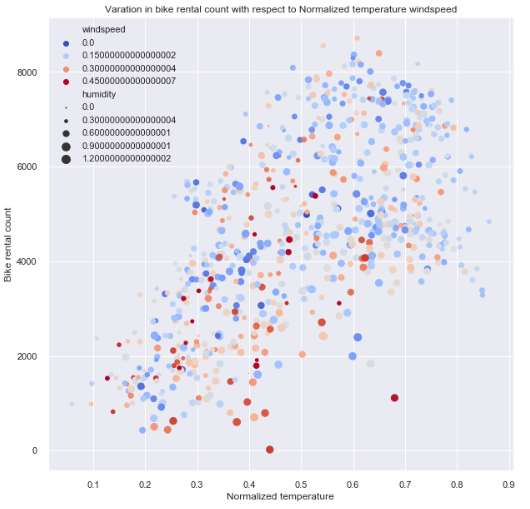 Varation in bike rental count with respect to Normalized temperature windspeed
windspeed
0.0
0.15000000000000002
0.30000000000000004
0.45000000000000007
humidity
0.0
0.30000000000000004
0.6000000000000001
0.9000000000000001
1.2000000000000002
8000
6000
4000
2000
0
Bike rental count
0.1 0.2 0.3 0.4 0.5 0.6 0.7 0.8 0.9
Normalized temperature